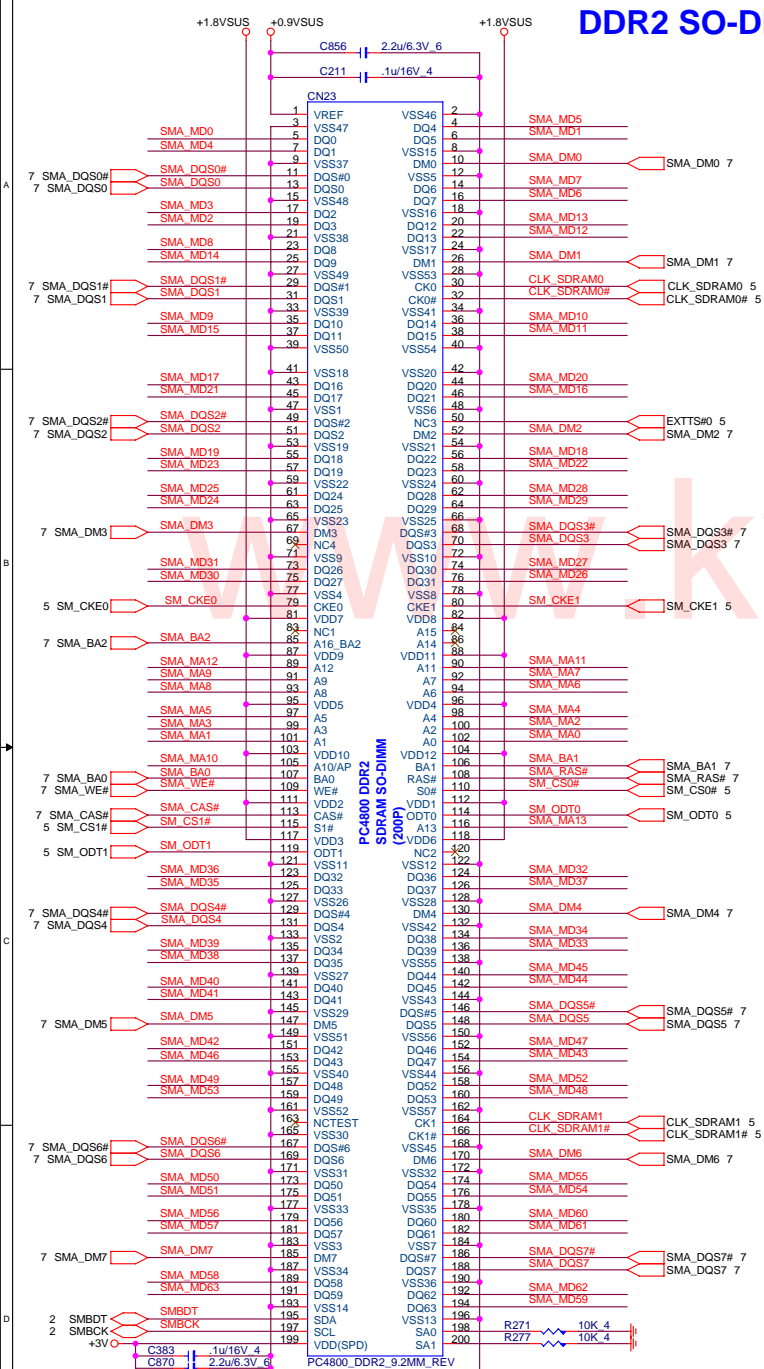 DDR2 SO-D
+1.8VSUS +0.9VSUS +1.8VSUS
C856 2.2u/6.3V_6
C211 .1u/16V_4
CN23
1 VREF VSS46 2
3 VSS47 DQ4 4 SMA_MD5
SMA_MD0 5 DQ0 DQ5 6 SMA_MD1
SMA_MD4 7 DQ1 VSS15 8
9 VSS37 DM0 10 SMA_DM0 SMA_DM0 7
7 SMA_DQS0# SMA_DQS0# 11 DQS#0 VSS5 12
7 SMA_DQS0 SMA_DQS0 13 DQS0 DQ6 14 SMA_MD7
A 15 VSS48 DQ7 16 SMA_MD6
SMA_MD3 17 DQ2 VSS16 18
SMA_MD2 19 DQ3 DQ12 20 SMA_MD13
21 VSS38 DQ13 22 SMA_MD12
SMA_MD8 23 DQ8 VSS17 24
SMA_MD14 25 DQ9 DM1 26 SMA_DM1 SMA_DM1 7
27 VSS49 VSS53 28
7 SMA_DQS1# SMA_DQS1# 29 DQS#1 CK0 30 CLK_SDRAM0 CLK_SDRAM0 5
7 SMA_DQS1 SMA_DQS1 31 DQS1 CK0# 32 CLK_SDRAM0# CLK_SDRAM0# 5
33 VSS39 VSS41 34
SMA_MD9 35 DQ10 DQ14 36 SMA_MD10
SMA_MD15 37 DQ11 DQ15 38 SMA_MD11
39 VSS50 VSS54 40
41 VSS18 VSS20 42
SMA_MD17 43 DQ16 DQ20 44 SMA_MD20
SMA_MD21 45 DQ17 DQ21 46 SMA_MD16
47 VSS1 VSS6 48
7 SMA_DQS2# SMA_DQS2# 49 DQS#2 NC3 50 EXTTS#0 5
7 SMA_DQS2 SMA_DQS2 51 DQS2 DM2 52 SMA_DM2 SMA_DM2 7
53 VSS19 VSS21 54
SMA_MD19 55 DQ18 DQ22 56 SMA_MD18
SMA_MD23 57 DQ19 DQ23 58 SMA_MD22
59 VSS22 VSS24 60
SMA_MD25 61 DQ24 DQ28 62 SMA_MD28
SMA_MD24 63 DQ25 DQ29 64 SMA_MD29
65 VSS23 VSS25 66
7 SMA_DM3 SMA_DM3 67 DM3 DQS#3 68 SMA_DQS3# SMA_DQS3# 7
69 NC4 DQS3 70 SMA_DQS3 SMA_DQS3 7
71 VSS9 VSS10 72
B SMA_MD31 73 DQ26 DQ30 74 SMA_MD27
SMA_MD30 75 DQ27 DQ31 76 SMA_MD26
77 VSS4 VSS8 78
5 SM_CKE0 SM_CKE0 79 CKE0 CKE1 80 SM_CKE1 SM_CKE1 5
81 VDD7 VDD8 82
83 NC1 A15 84
7 SMA_BA2 SMA_BA2 85 A16_BA2 A14 86
87 VDD9 VDD11 88
SMA_MA12 89 A12 A11 90 SMA_MA11
SMA_MA9 91 A9 A7 92 SMA_MA7
SMA_MA8 93 A8 A6 94 SMA_MA6
95 VDD5 VDD4 96
SMA_MA5 97 A5 A4 98 SMA_MA4
SMA_MA3 99 A3 A2 100 SMA_MA2
SMA_MA1 101 A1 A0 102 SMA_MA0
103 VDD10 VDD12 104
SMA_MA10 105 A10/AP BA1 106 SMA_BA1 SMA_BA1 7
7 SMA_BA0 SMA_BA0 107 BA0 RAS# 108 SMA_RAS# SMA_RAS# 7
7 SMA_WE# SMA_WE# 109 WE# S0# 110 SM_CS0# SM_CS0# 5
111 VDD2 VDD1 112
7 SMA_CAS# SMA_CAS# 113 CAS# ODT0 114 SM_ODT0 SM_ODT0 5
5 SM_CS1# SM_CS1# 115 S1# A13 116 SMA_MA13
117 VDD3 VDD6 118
5 SM_ODT1 SM_ODT1 119 ODT1 NC2 120
PC4800 DDR2
SDRAM SO-DIMM
(200P)
121 VSS11 VSS12 122
SMA_MD36 123 DQ32 DQ36 124 SMA_MD32
SMA_MD35 125 DQ33 DQ37 126 SMA_MD37
127 VSS26 VSS28 128
7 SMA_DQS4# SMA_DQS4# 129 DQS#4 DM4 130 SMA_DM4 SMA_DM4 7
7 SMA_DQS4 SMA_DQS4 131 DQS4 VSS42 132
133 VSS2 DQ38 134 SMA_MD34
C SMA_MD39 135 DQ34 DQ39 136 SMA_MD33
SMA_MD38 137 DQ35 VSS55 138
139 VSS27 DQ44 140 SMA_MD45
SMA_MD40 141 DQ40 DQ45 142 SMA_MD44
SMA_MD41 143 DQ41 VSS43 144
145 VSS29 DQS#5 146 SMA_DQS5# SMA_DQS5# 7
7 SMA_DM5 SMA_DM5 147 DM5 DQS5 148 SMA_DQS5 SMA_DQS5 7
149 VSS51 VSS56 150
SMA_MD42 151 DQ42 DQ46 152 SMA_MD47
SMA_MD46 153 DQ43 DQ47 154 SMA_MD43
155 VSS40 VSS44 156
SMA_MD49 157 DQ48 DQ52 158 SMA_MD52
SMA_MD53 159 DQ49 DQ53 160 SMA_MD48
161 VSS52 VSS57 162
163 NCTEST CK1 164 CLK_SDRAM1 CLK_SDRAM1 5
165 VSS30 CK1# 166 CLK_SDRAM1# CLK_SDRAM1# 5
7 SMA_DQS6# SMA_DQS6# 167 DQS#6 VSS45 168
7 SMA_DQS6 SMA_DQS6 169 DQS6 DM6 170 SMA_DM6 SMA_DM6 7
171 VSS31 VSS32 172
SMA_MD50 173 DQ50 DQ54 174 SMA_MD55
SMA_MD51 175 DQ51 DQ55 176 SMA_MD54
177 VSS33 VSS35 178
SMA_MD56 179 DQ56 DQ60 180 SMA_MD60
SMA_MD57 181 DQ57 DQ61 182 SMA_MD61
183 VSS3 VSS7 184
7 SMA_DM7 SMA_DM7 185 DM7 DQS#7 186 SMA_DQS7# SMA_DQS7# 7
187 VSS34 DQS7 188 SMA_DQS7 SMA_DQS7 7
SMA_MD58 189 DQ58 VSS36 190
SMA_MD63 191 DQ59 DQ62 192 SMA_MD62
193 VSS14 DQ63 194 SMA_MD59
D 2 SMBDT SMBDT 195 SDA VSS13 196
2 SMBCK SMBCK 197 SCL SA0 198 R271 10K_4
+3V 199 VDD(SPD) SA1 200 R277 10K_4
C383 .1u/16V_4
C870 2.2u/6.3V_6 PC4800_DDR2_9.2MM_REV
www.k